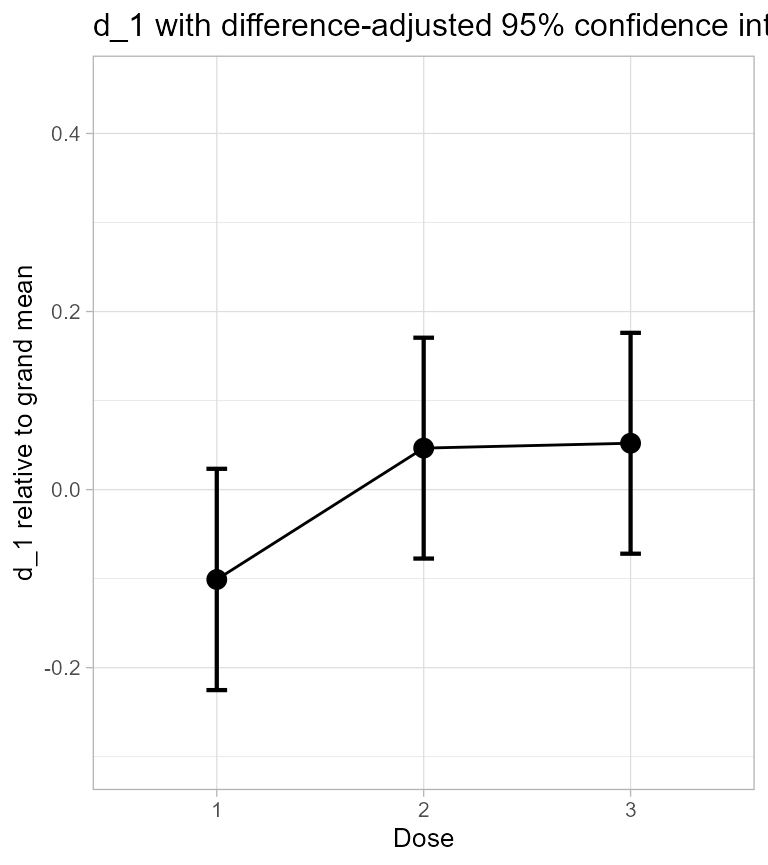 d_1 with difference-adjusted 95% confidence int
0.4
0.2
0.0
-0.2
d_1 relative to grand mean
1 2 3
Dose